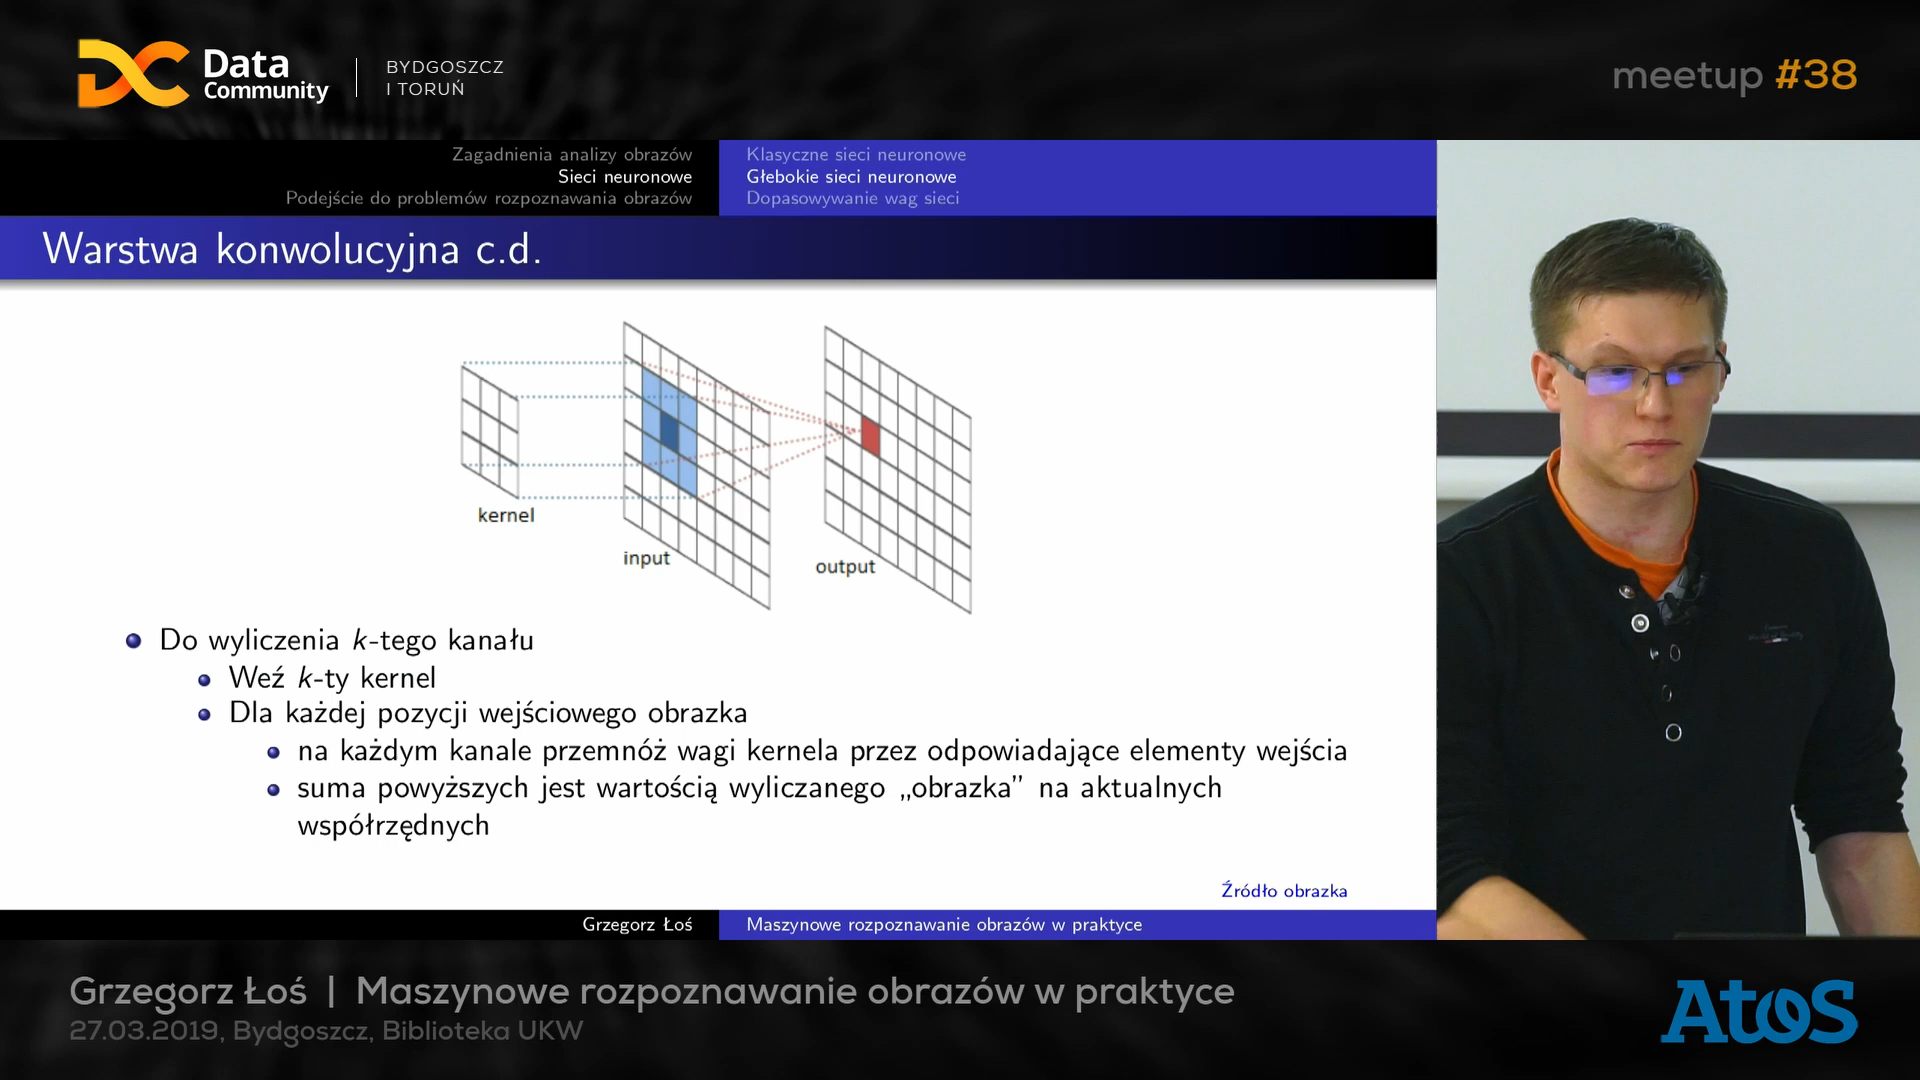 Data
Community
BYDGOSZCZ
I TORUŃ
meetup #38
Zagadnienia analizy obrazów
Sieci neuronowe
Podejście do problemów rozpoznawania obrazów
Klasyczne sieci neuronowe
Głebokie sieci neuronowe
Dopasowywanie wag sieci
Warstwa konwolucyjna c.d.
kernel
input
output
Do wyliczenia k-tego kanału
Weź k-ty kernel
Dla każdej pozycji wejściowego obrazka
na każdym kanale przemnóż wagi kernela przez odpowiadające elementy wejścia
suma powyższych jest wartością wyliczanego „obrazka” na aktualnych
współrzędnych
Źródło obrazka
Grzegorz Łoś
Maszynowe rozpoznawanie obrazów w praktyce
Grzegorz Łoś | Maszynowe rozpoznawanie obrazów w praktyce
27.03.2019, Bydgoszcz, Biblioteka UKW
Atos